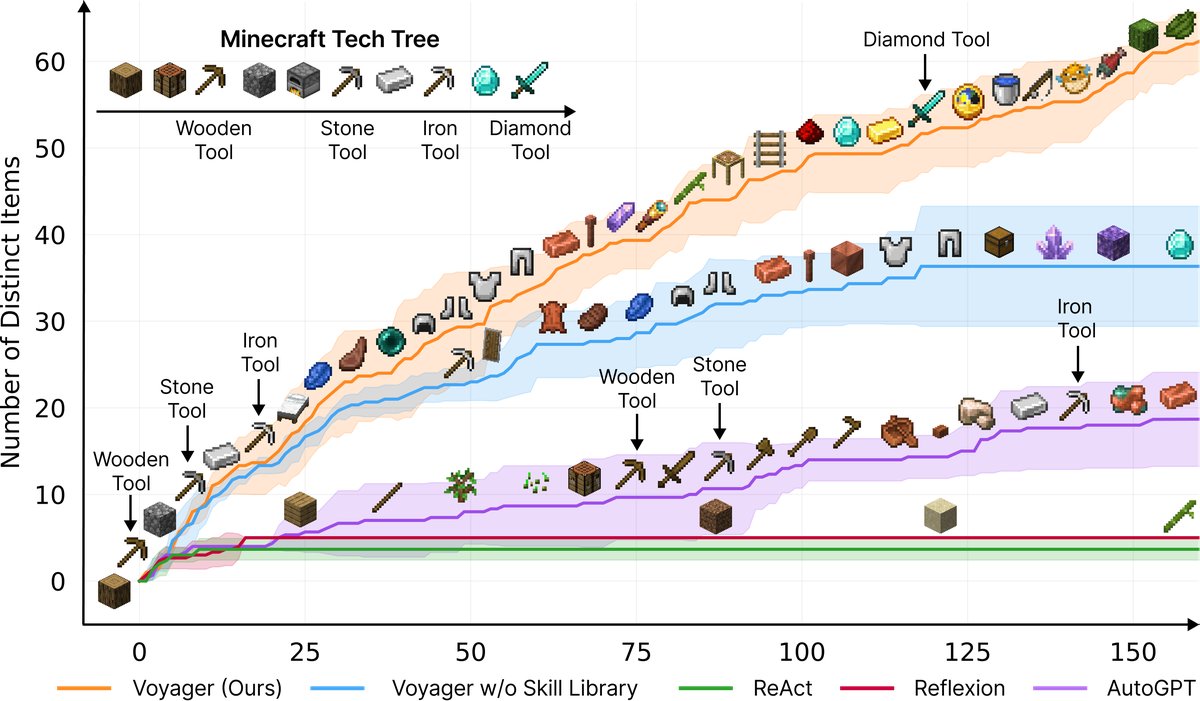 Minecraft Tech Tree
Wooden
Tool
Stone
Tool
Iron
Tool
Diamond
Tool
Diamond Tool
Number of Distinct Items
60
50
40
30
20
10
0
Wooden
Tool
Stone
Tool
Iron
Tool
Wooden
Tool
Stone
Tool
Iron
Tool
0 25 50 75 100 125 150
Voyager (Ours) Voyager w/o Skill Library ReAct Reflexion AutoGPT